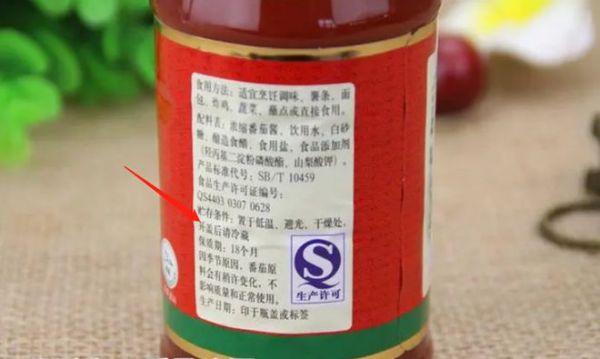 食用方法：适宜烹饪调味、薯条、面
包、炸鸡、蔬菜、蘸点或直接食用。
配料表：浓缩番茄酱、饮用水、白砂
糖、酿造食醋、食用盐、食品添加剂
（羟丙基二淀粉磷酸酯、山梨酸钾）。
产品标准代号：SB/T 10459
食品生产许可证编号：
QS4403 0307 0628
贮存条件：置于低温、避光、干燥处，
开盖后请冷藏
保质期：18个月
因季节原因，番茄原
料会有稍许变化，不
影响质量和正常使用。
生产日期：印于瓶盖或标签
QS
生产许可